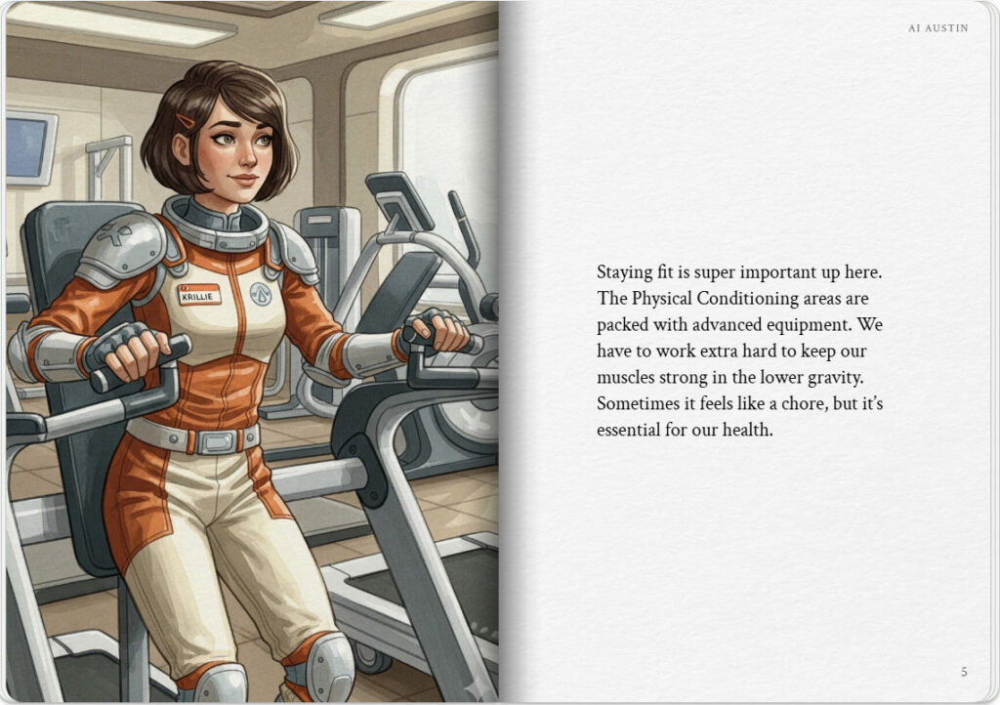 KRILLIE
AI AUSTIN
Staying fit is super important up here.
The Physical Conditioning areas are
packed with advanced equipment. We
have to work extra hard to keep our
muscles strong in the lower gravity.
Sometimes it feels like a chore, but it’s
essential for our health.
5